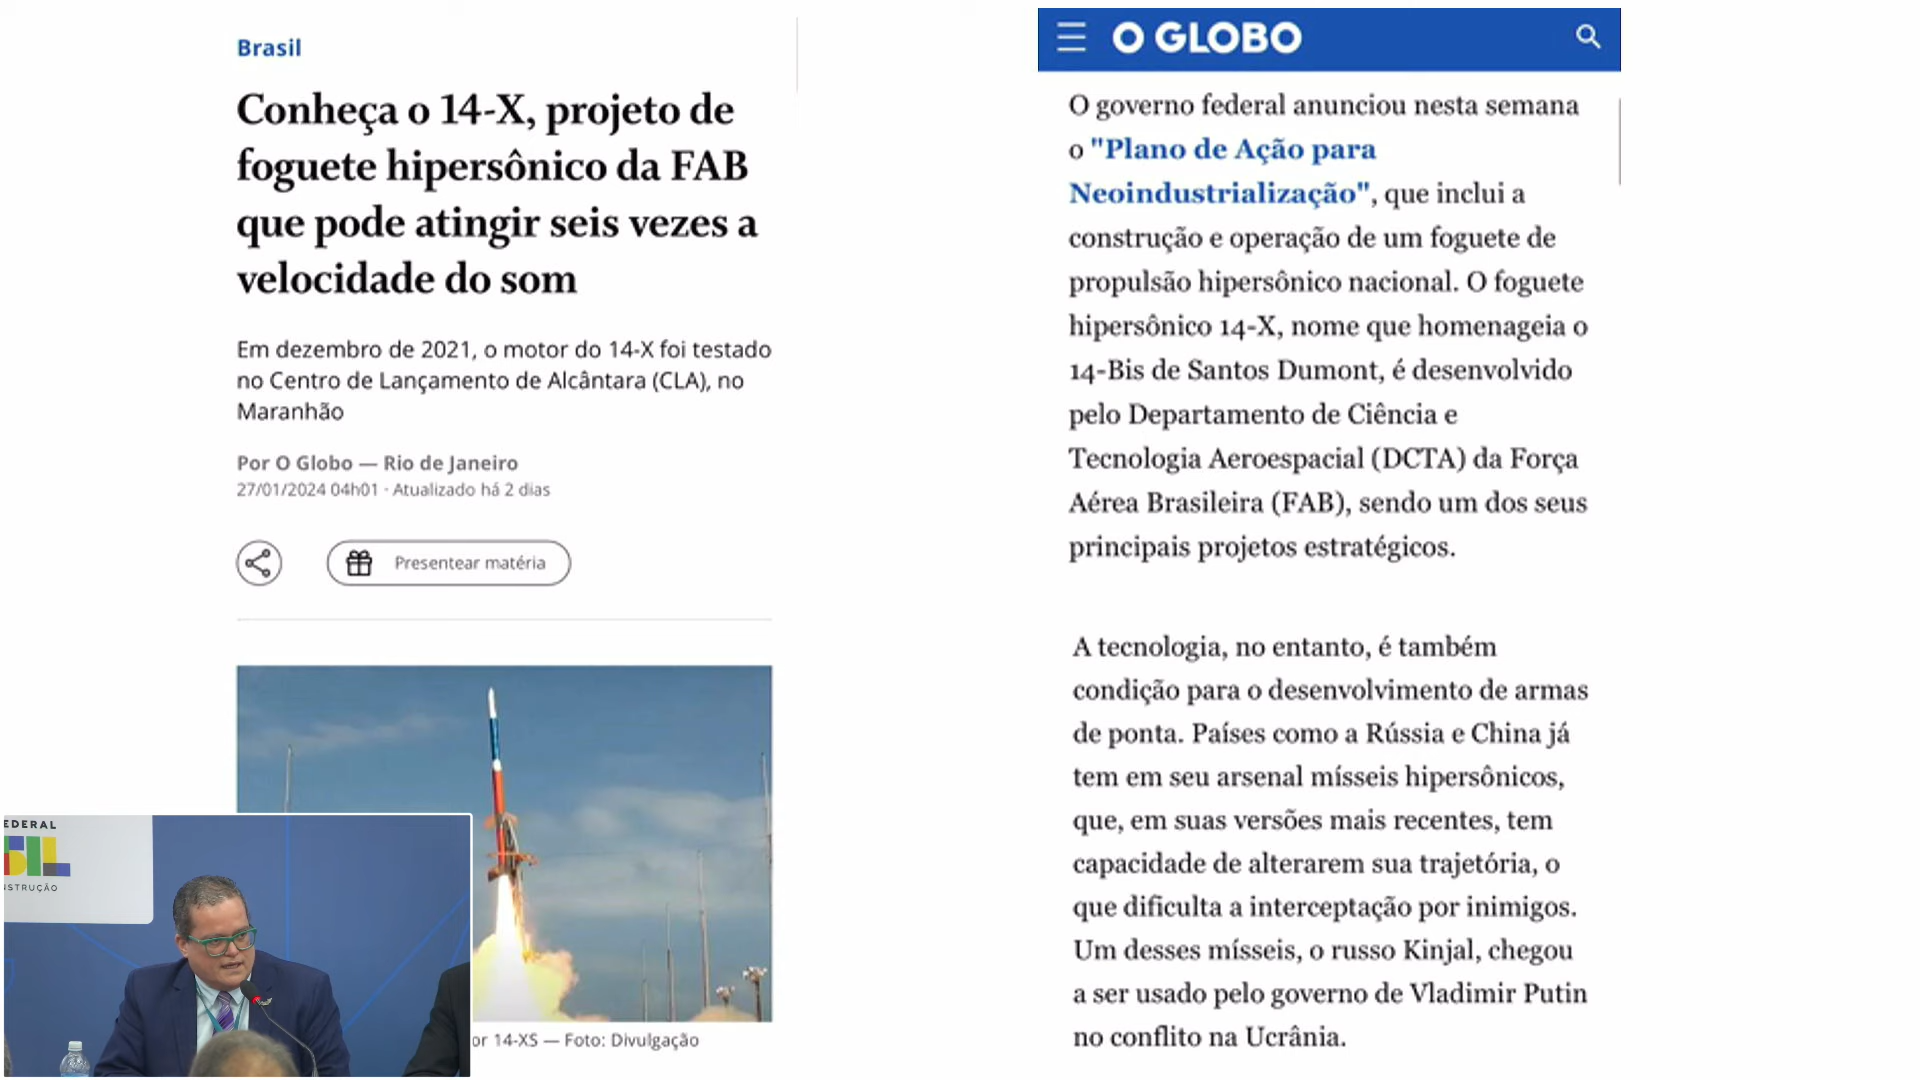 Brasil
Conheça o 14-X, projeto de
foguete hipersônico da FAB
que pode atingir seis vezes a
velocidade do som
Em dezembro de 2021, o motor do 14-X foi testado
no Centro de Lançamento de Alcântara (CLA), no
Maranhão
Por O Globo — Rio de Janeiro
27/01/2024 04h01 · Atualizado há 2 dias
Presentear matéria
or 14-XS — Foto: Divulgação
EDERAL
SIL
NSTRUÇÃO
O GLOBO
O governo federal anunciou nesta semana
o "Plano de Ação para
Neoindustrialização", que inclui a
construção e operação de um foguete de
propulsão hipersônico nacional. O foguete
hipersônico 14-X, nome que homenageia o
14-Bis de Santos Dumont, é desenvolvido
pelo Departamento de Ciência e
Tecnologia Aeroespacial (DCTA) da Força
Aérea Brasileira (FAB), sendo um dos seus
principais projetos estratégicos.
A tecnologia, no entanto, é também
condição para o desenvolvimento de armas
de ponta. Países como a Rússia e China já
tem em seu arsenal mísseis hipersônicos,
que, em suas versões mais recentes, tem
capacidade de alterarem sua trajetória, o
que dificulta a interceptação por inimigos.
Um desses mísseis, o russo Kinjal, chegou
a ser usado pelo governo de Vladimir Putin
no conflito na Ucrânia.